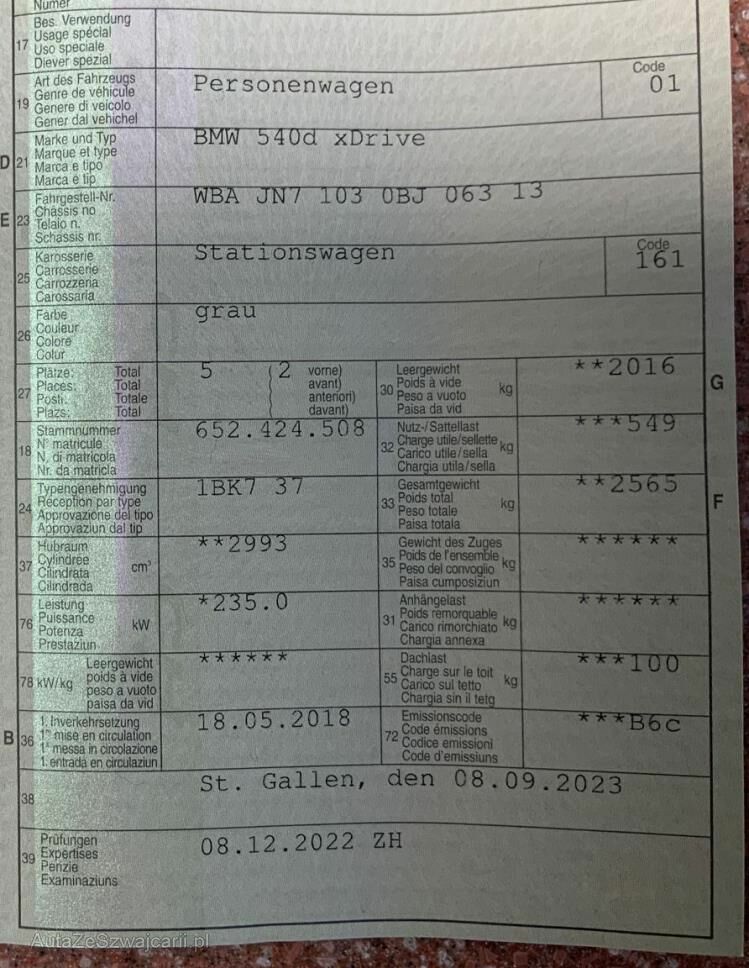 Numer
17 Bes. Verwendung
Usage spécial
Uso speciale
Diever spezial
19 Art des Fahrzeugs
Genre de véhicule
Genere di veicolo
Gener dal vehichel
Personenwagen
Code
01
D 21 Marke und Typ
Marque et type
Marca e tipo
Marca e tip
BMW 540d xDrive
E 23 Fahrgestell-Nr.
Châssis no
Telaio n.
Schassis nr.
WBA JN7 103 0BJ 063 13
25 Karosserie
Carrosserie
Carrozzeria
Carossaria
Stationswagen
Code
161
26 Farbe
Couleur
Colore
Colur
grau
27 Plätze: Total
Places: Total
Posti: Totale
Plazs: Total
5 ( 2 vorne)
avant)
anteriori)
davant)
30 Leergewicht
Poids à vide
Peso a vuoto
Paisa da vid
kg
**2016
G
18 Stammnummer
N° matricule
N. di matricola
Nr. da matricla
652.424.508
32 Nutz-/Sattellast
Charge utile/sellette
Carico utile/sella
Chargia utila/sella
kg
***549
24 Typengenehmigung
Réception par type
Approvazione del tipo
Approvaziun dal tip
1BK7 37
33 Gesamtgewicht
Poids total
Peso totale
Paisa totala
kg
**2565
F
37 Hubraum
Cylindrée
Cilindrata
Cilindrada
cm³
**2993
35 Gewicht des Zuges
Poids de l'ensemble
Peso del convoglio
Paisa cumposiziun
kg
******
76 Leistung
Puissance
Potenza
Prestaziun
kW
*235.0
31 Anhängelast
Poids remorquable
Carico rimorchiato
Chargia annexa
kg
******
78 kW/kg Leergewicht
poids à vide
peso a vuoto
paisa da vid
******
55 Dachlast
Charge sur le toit
Carico sul tetto
Chargia sin il tetg
kg
***100
B 36 1. Inverkehrsetzung
1re mise en circulation
1a messa in circolazione
1. entrada en circulaziun
18.05.2018
72 Emissionscode
Code émissions
Codice emissioni
Code d'emissiuns
***B6c
38 St. Gallen, den 08.09.2023
39 Prüfungen
Expertises
Perizie
Examinaziuns
08.12.2022 ZH
AutaZeSzwajcarii.pl